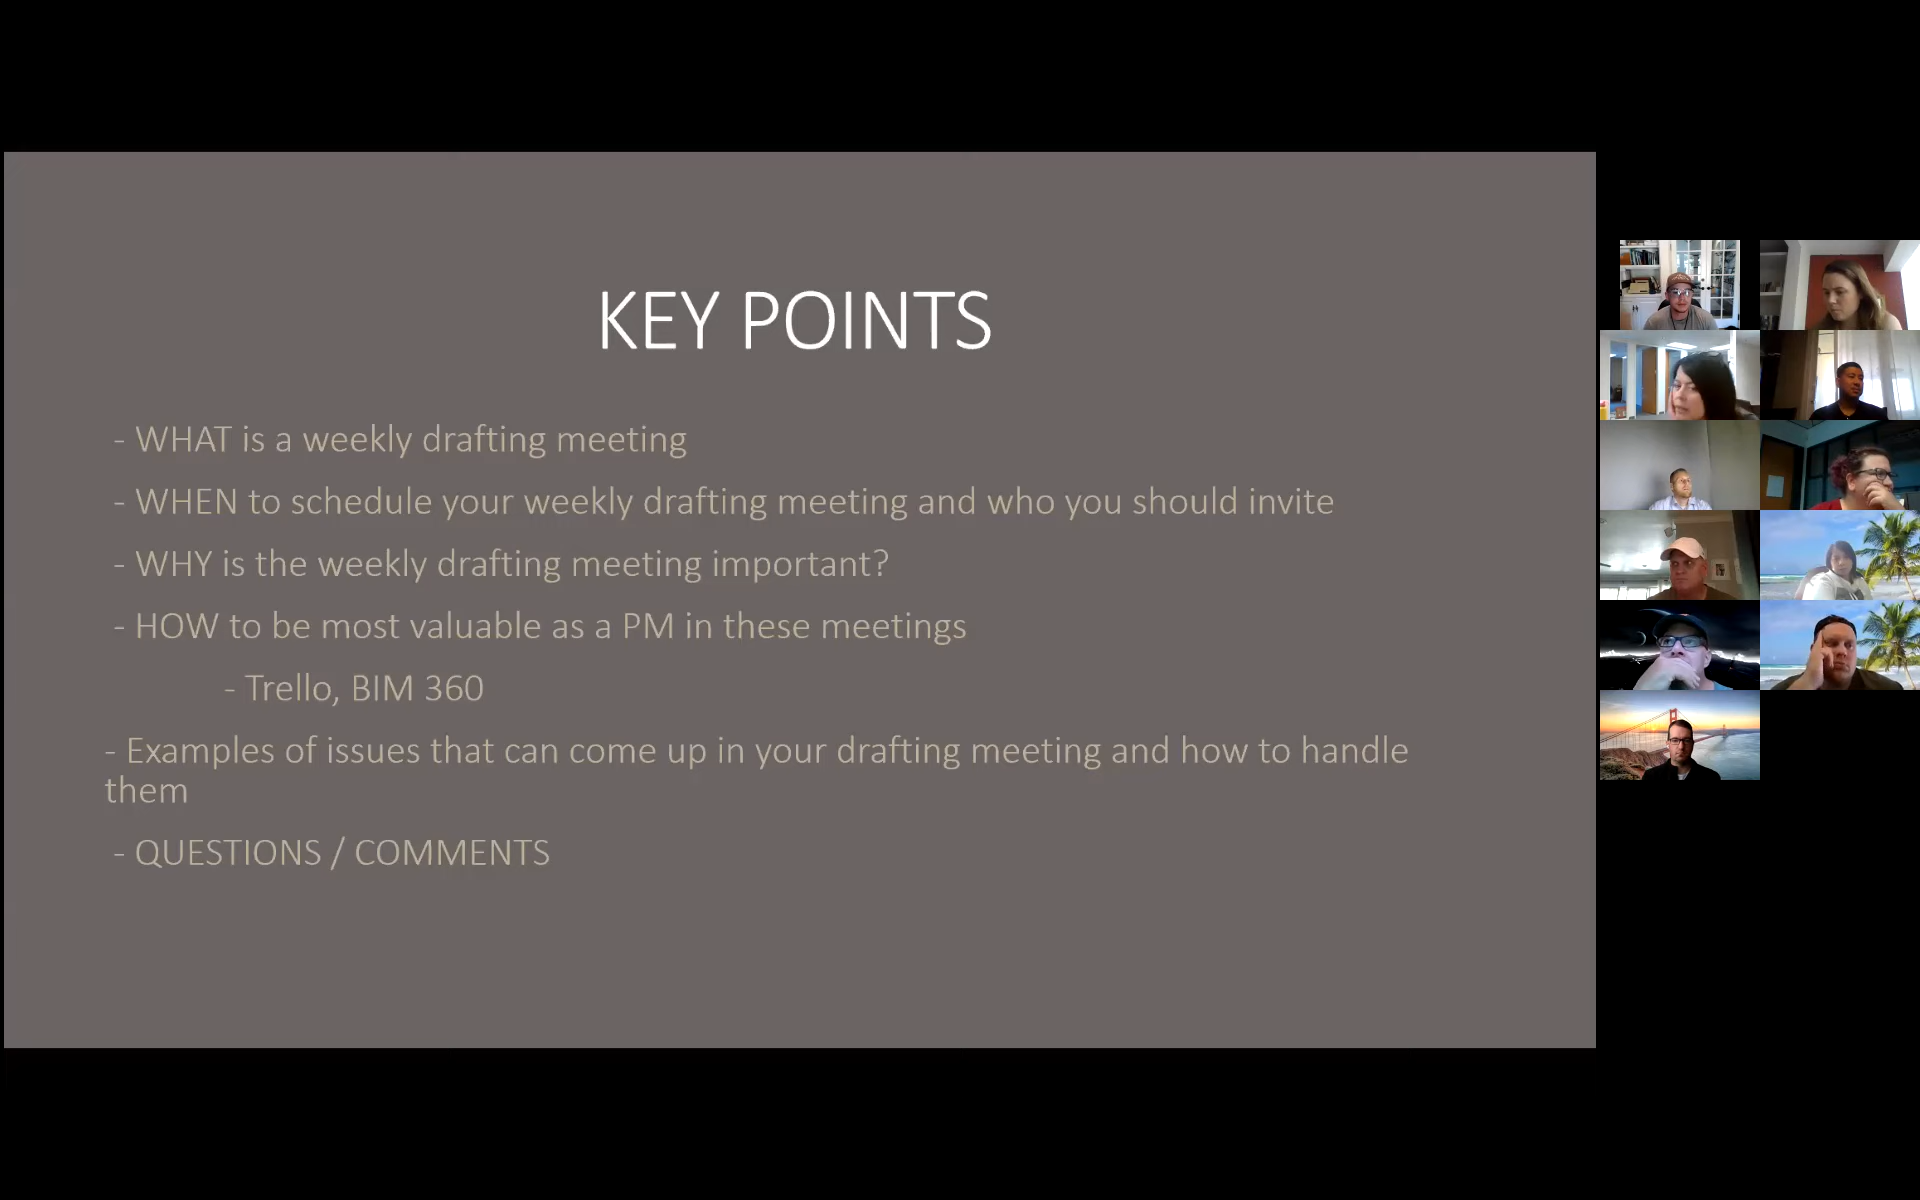 KEY POINTS
- WHAT is a weekly drafting meeting
- WHEN to schedule your weekly drafting meeting and who you should invite
- WHY is the weekly drafting meeting important?
- HOW to be most valuable as a PM in these meetings
- Trello, BIM 360
- Examples of issues that can come up in your drafting meeting and how to handle
them
- QUESTIONS / COMMENTS